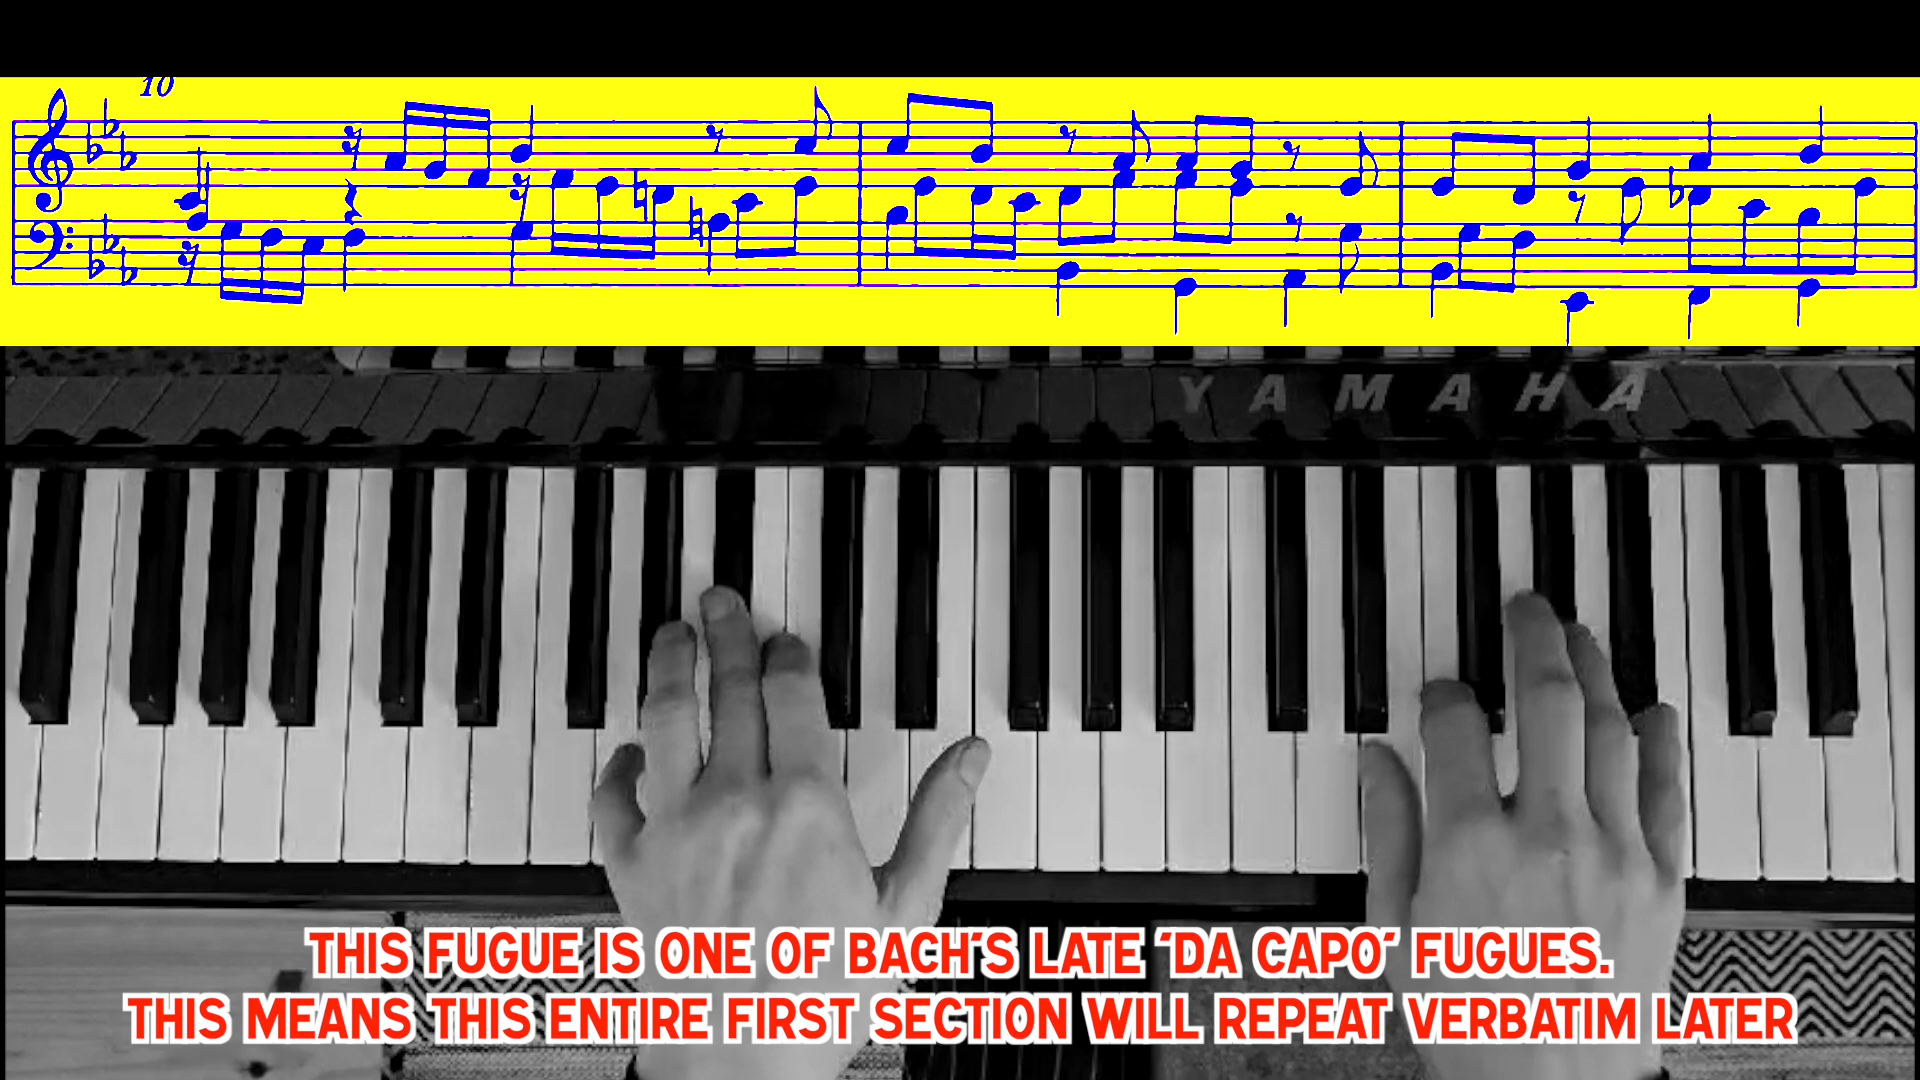 10
YAMAHA
THIS FUGUE IS ONE OF BACH'S LATE 'DA CAPO' FUGUES.
THIS MEANS THIS ENTIRE FIRST SECTION WILL REPEAT VERBATIM LATER